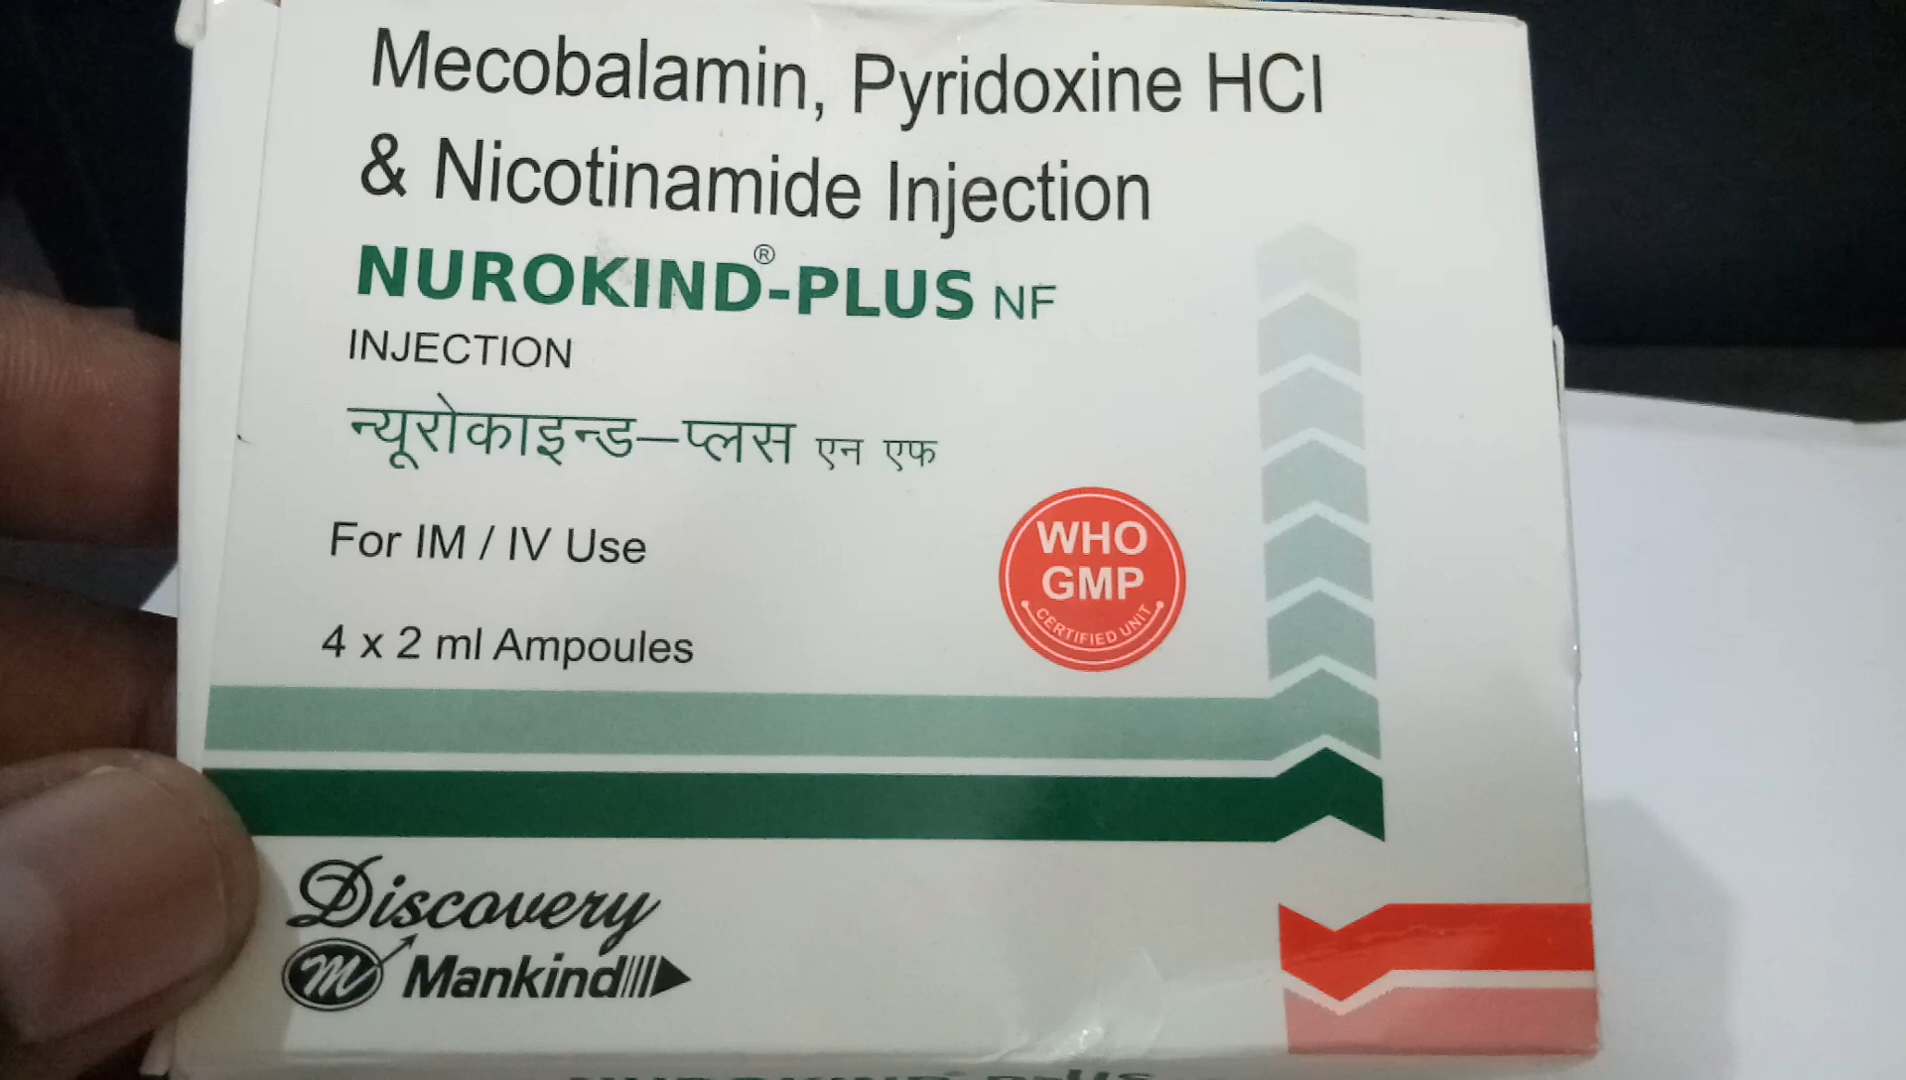 Mecobalamin, Pyridoxine HCl
& Nicotinamide Injection
NUROKIND®-PLUS NF
INJECTION
न्यूरोकाइन्ड–प्लस एन एफ
For IM / IV Use
4 x 2 ml Ampoules
WHO
GMP
CERTIFIED UNIT
Discovery
M Mankind